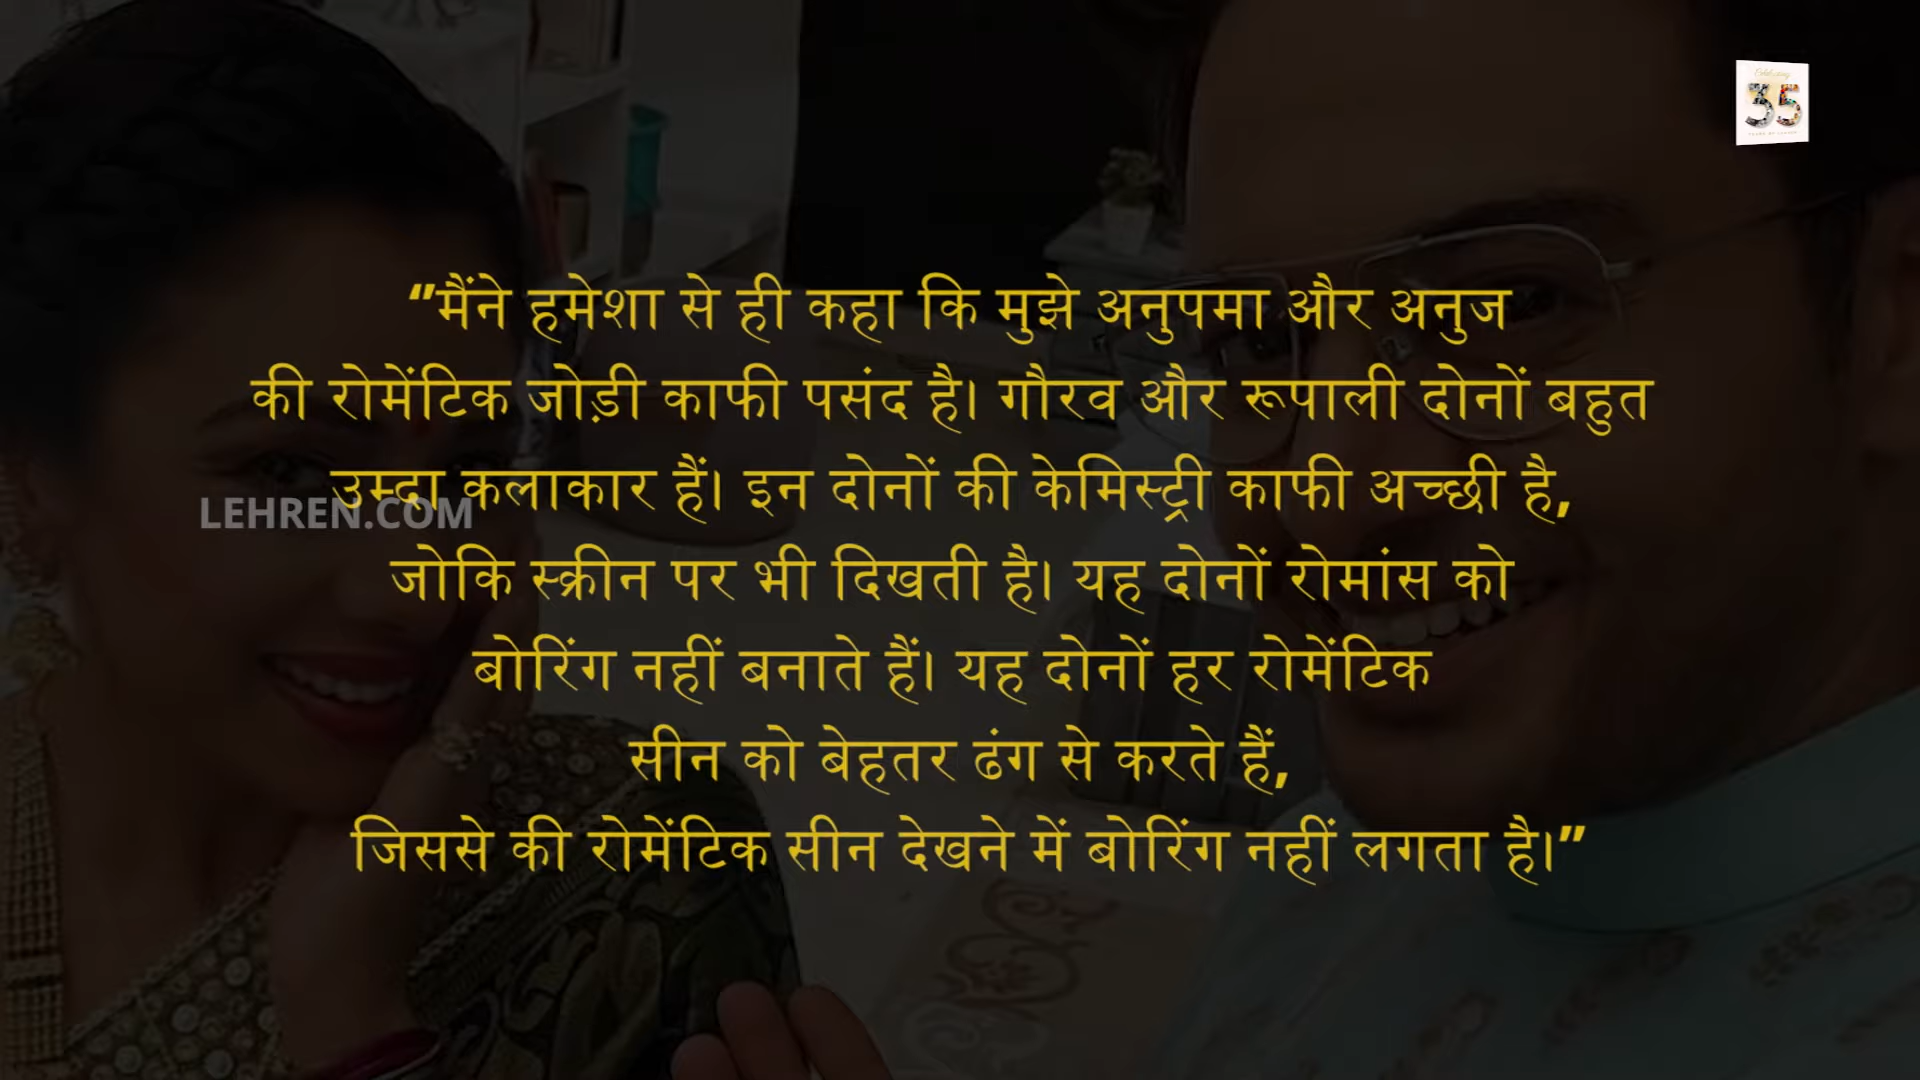 “मैंने हमेशा से ही कहा कि मुझे अनुपमा और अनुज
की रोमेंटिक जोड़ी काफी पसंद है। गौरव और रूपाली दोनों बहुत
उम्दा कलाकार हैं। इन दोनों की केमिस्ट्री काफी अच्छी है,
जोकि स्क्रीन पर भी दिखती है। यह दोनों रोमांस को
बोरिंग नहीं बनाते हैं। यह दोनों हर रोमेंटिक
सीन को बेहतर ढंग से करते हैं,
जिससे की रोमेंटिक सीन देखने में बोरिंग नहीं लगता है।”
LEHREN.COM
35